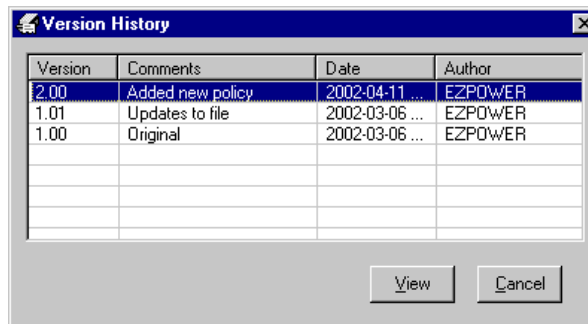 Version History
Version Comments Date Author
2.00 Added new policy 2002-04-11 ... EZPOWER
1.01 Updates to file 2002-03-06 ... EZPOWER
1.00 Original 2002-03-06 ... EZPOWER
View Cancel